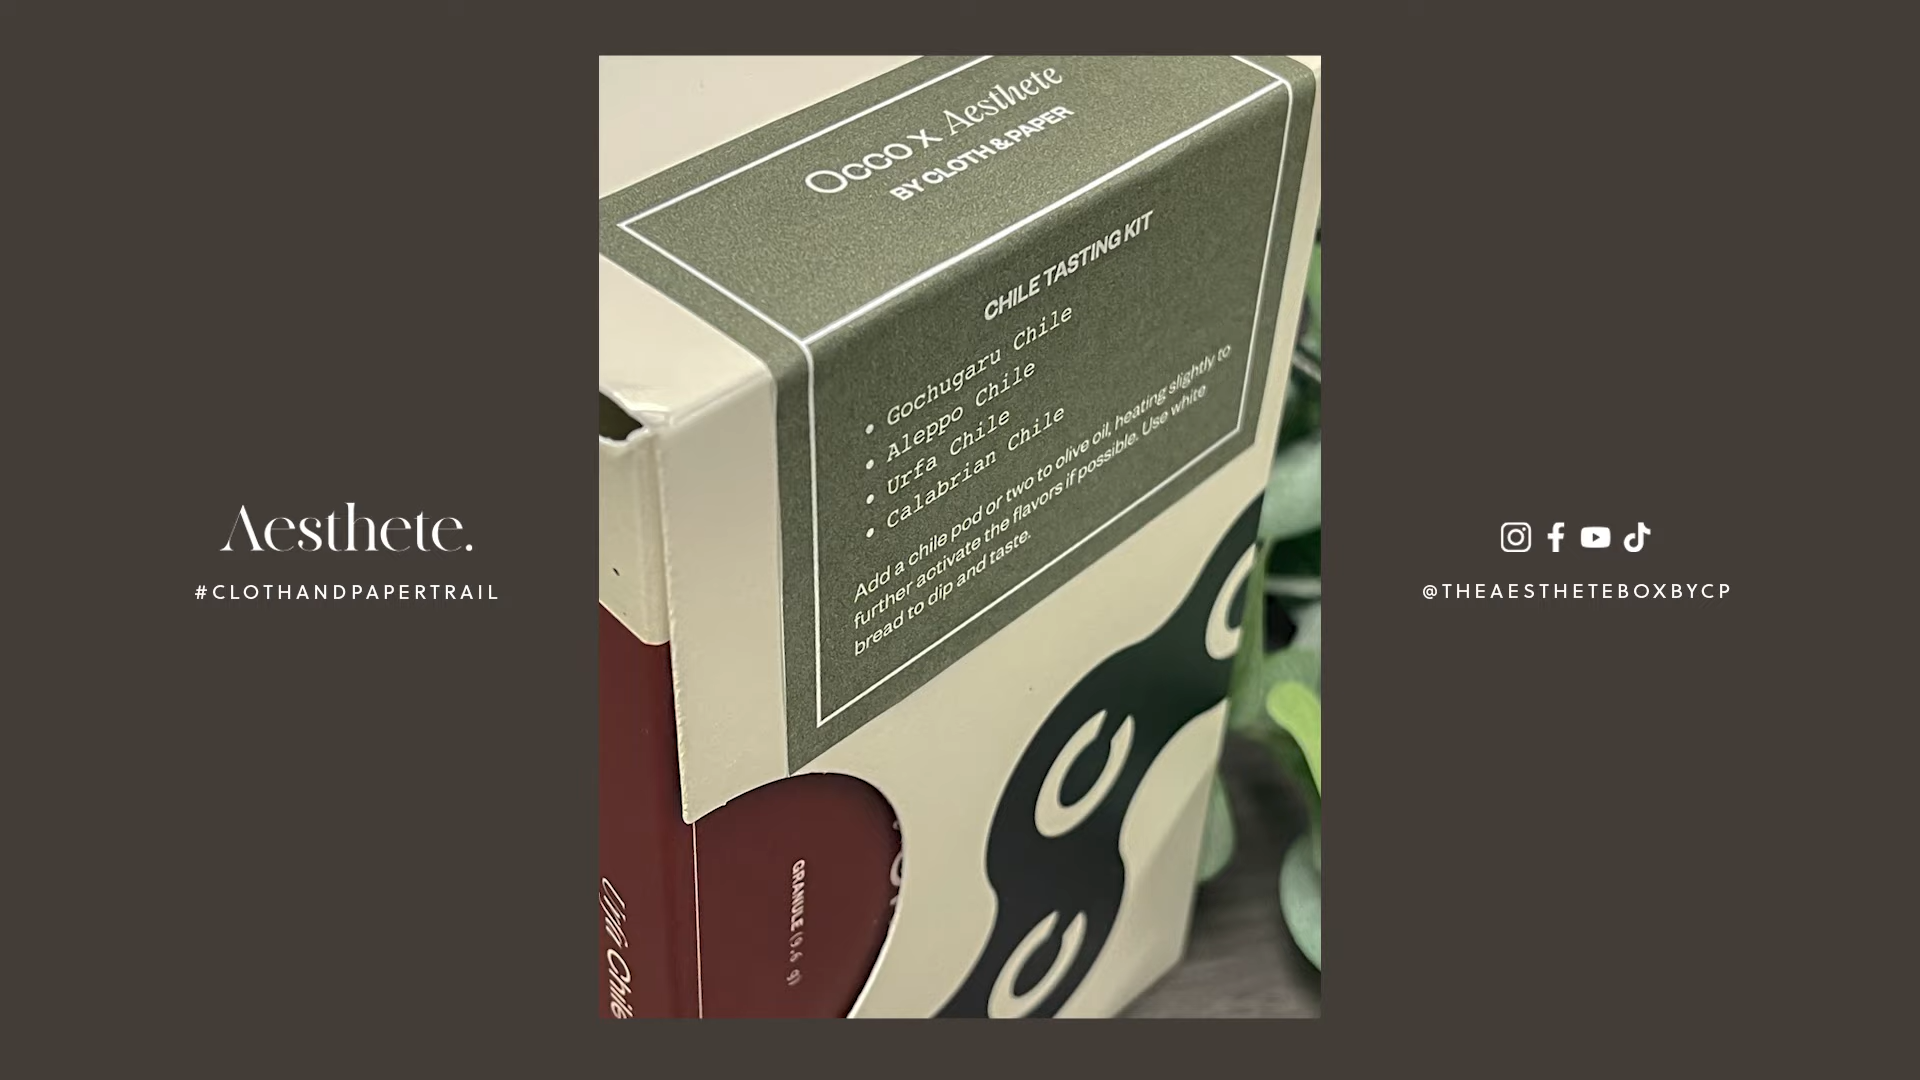 Aesthete.
#CLOTHANDPAPERTRAIL
Occo x Aesthete
BY CLOTH & PAPER
CHILE TASTING KIT
• Gochugaru Chile
• Aleppo Chile
• Urfa Chile
• Calabrian Chile
Add a chile pod or two to olive oil, heating slightly to
further activate the flavors if possible. Use white
bread to dip and taste.
GRANULE (0.6 g)
Urfa Chile
@THEAESTHETEBOXBYCP